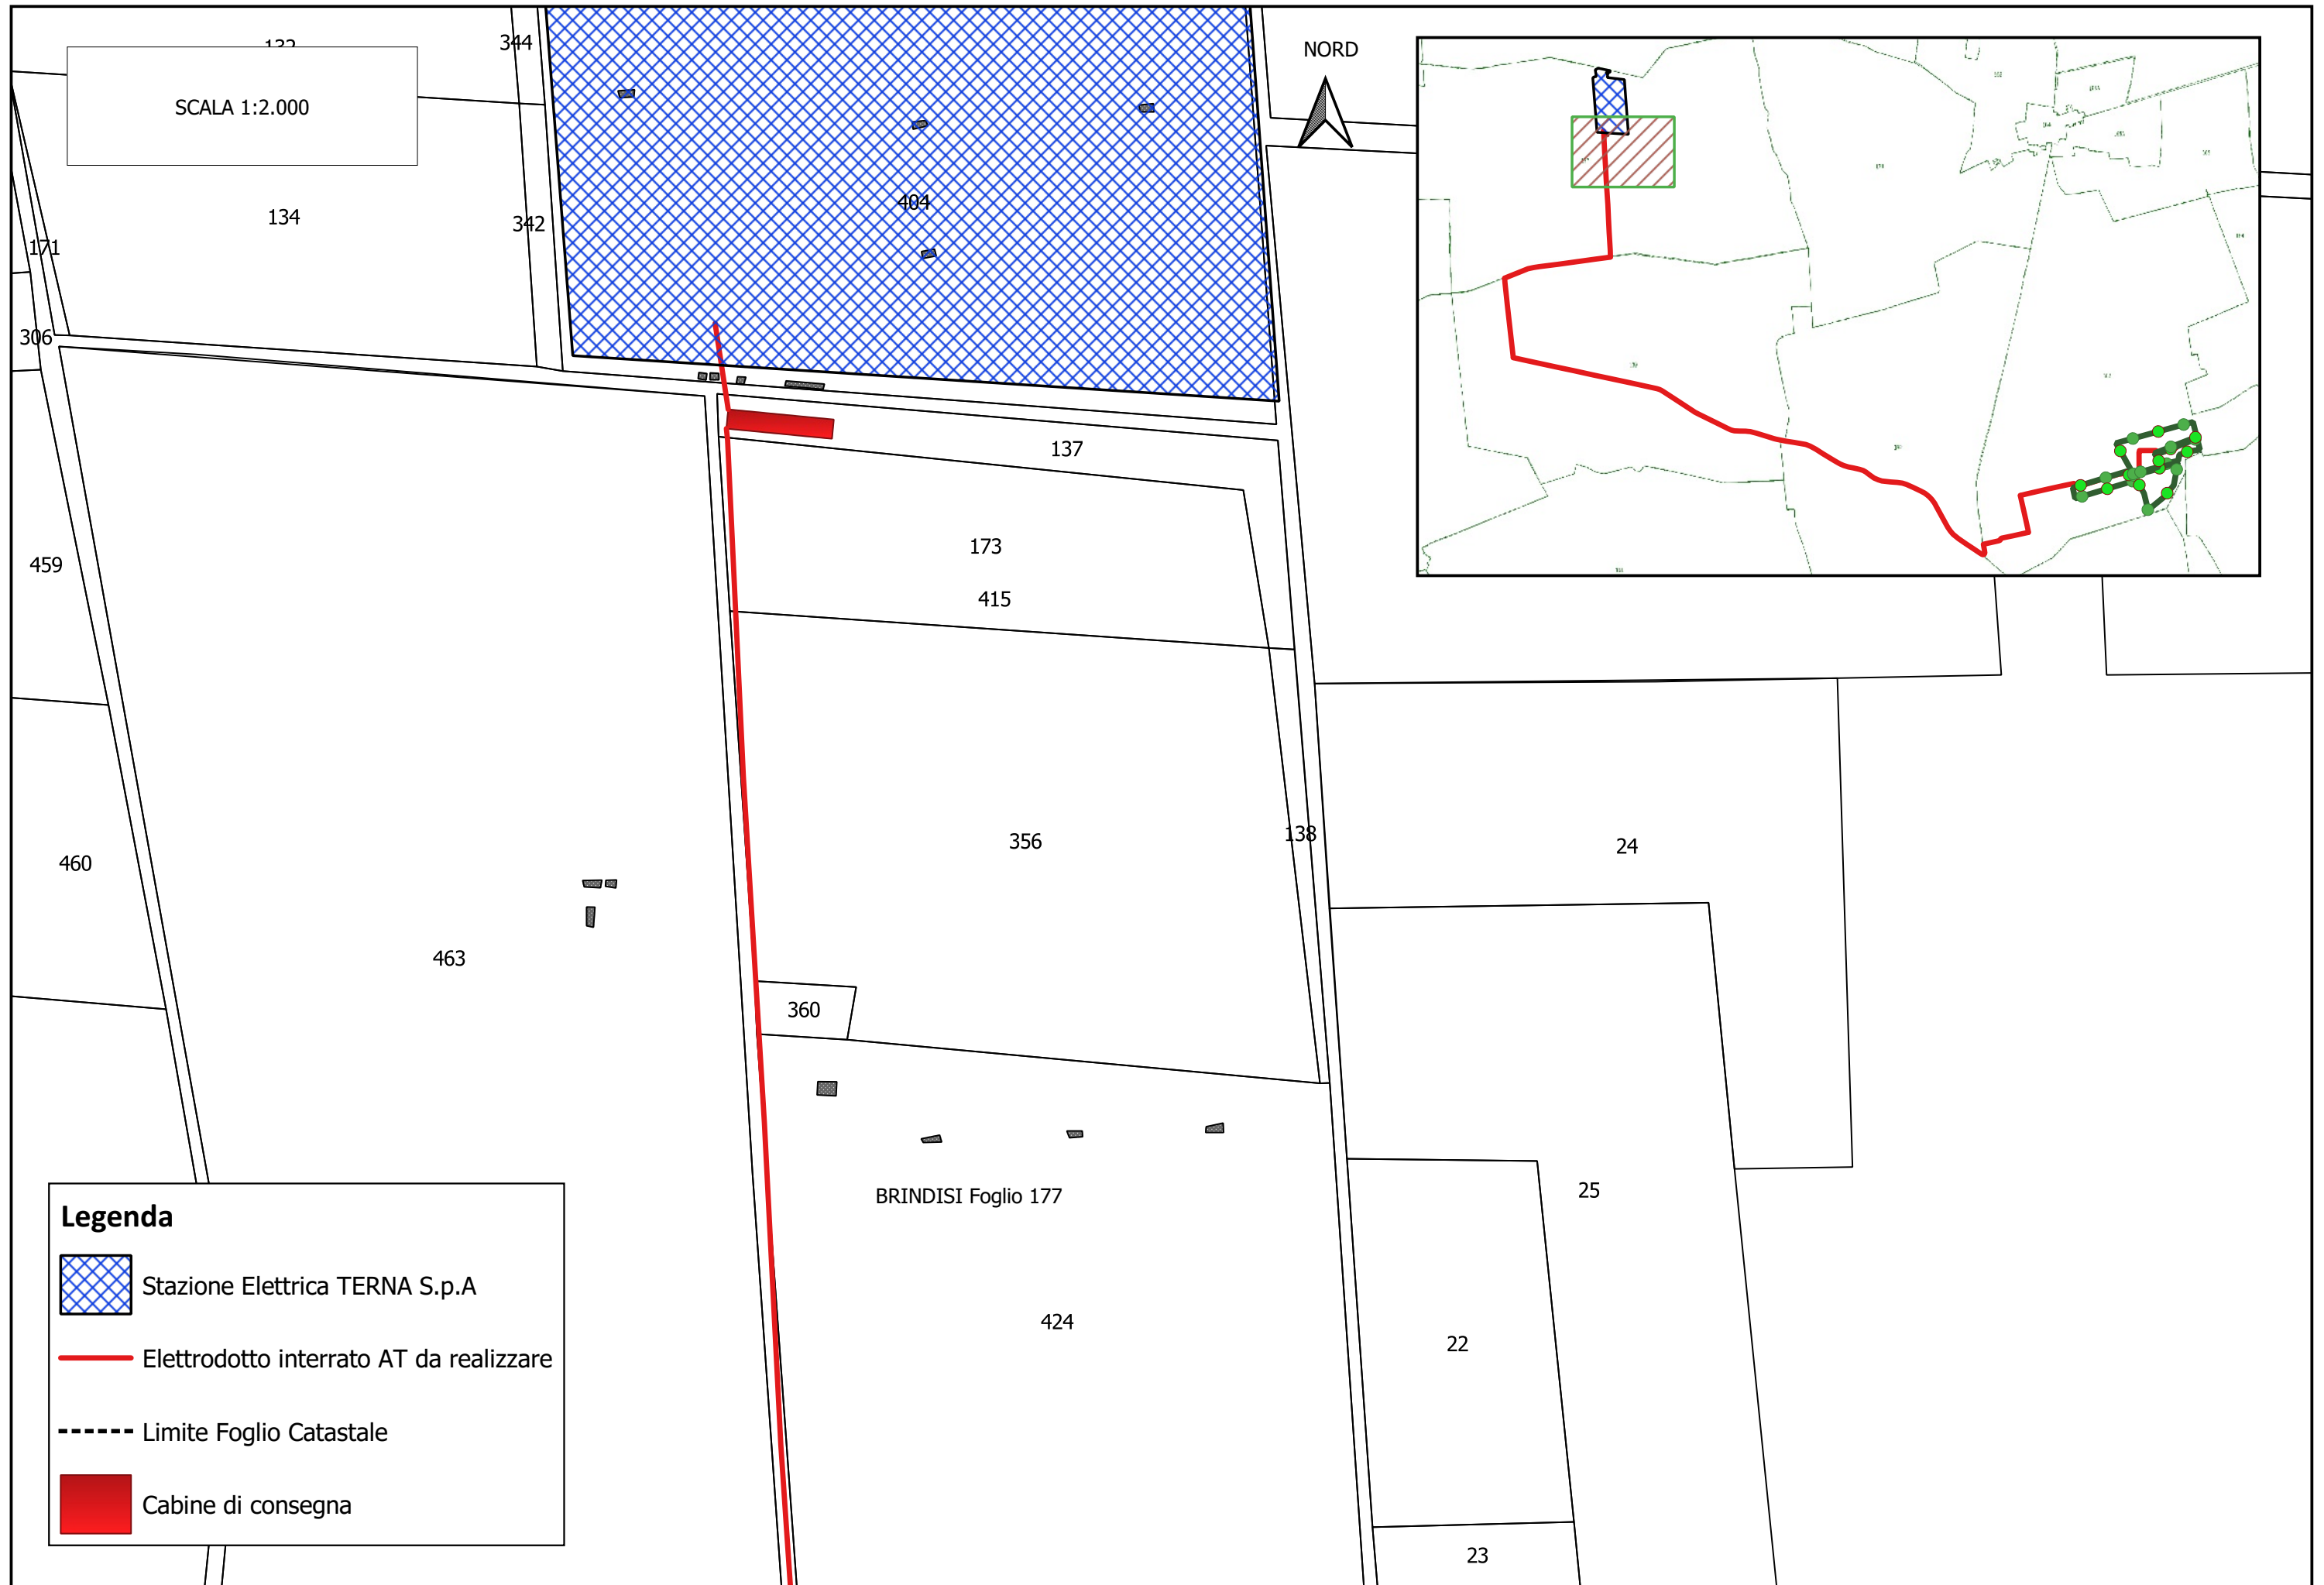 132
344
NORD
SCALA 1:2.000
404
134
342
171
306
137
459
173
415
356
138
24
460
463
360
BRINDISI Foglio 177
25
424
22
23
Legenda
Stazione Elettrica TERNA S.p.A
Elettrodotto interrato AT da realizzare
Limite Foglio Catastale
Cabine di consegna